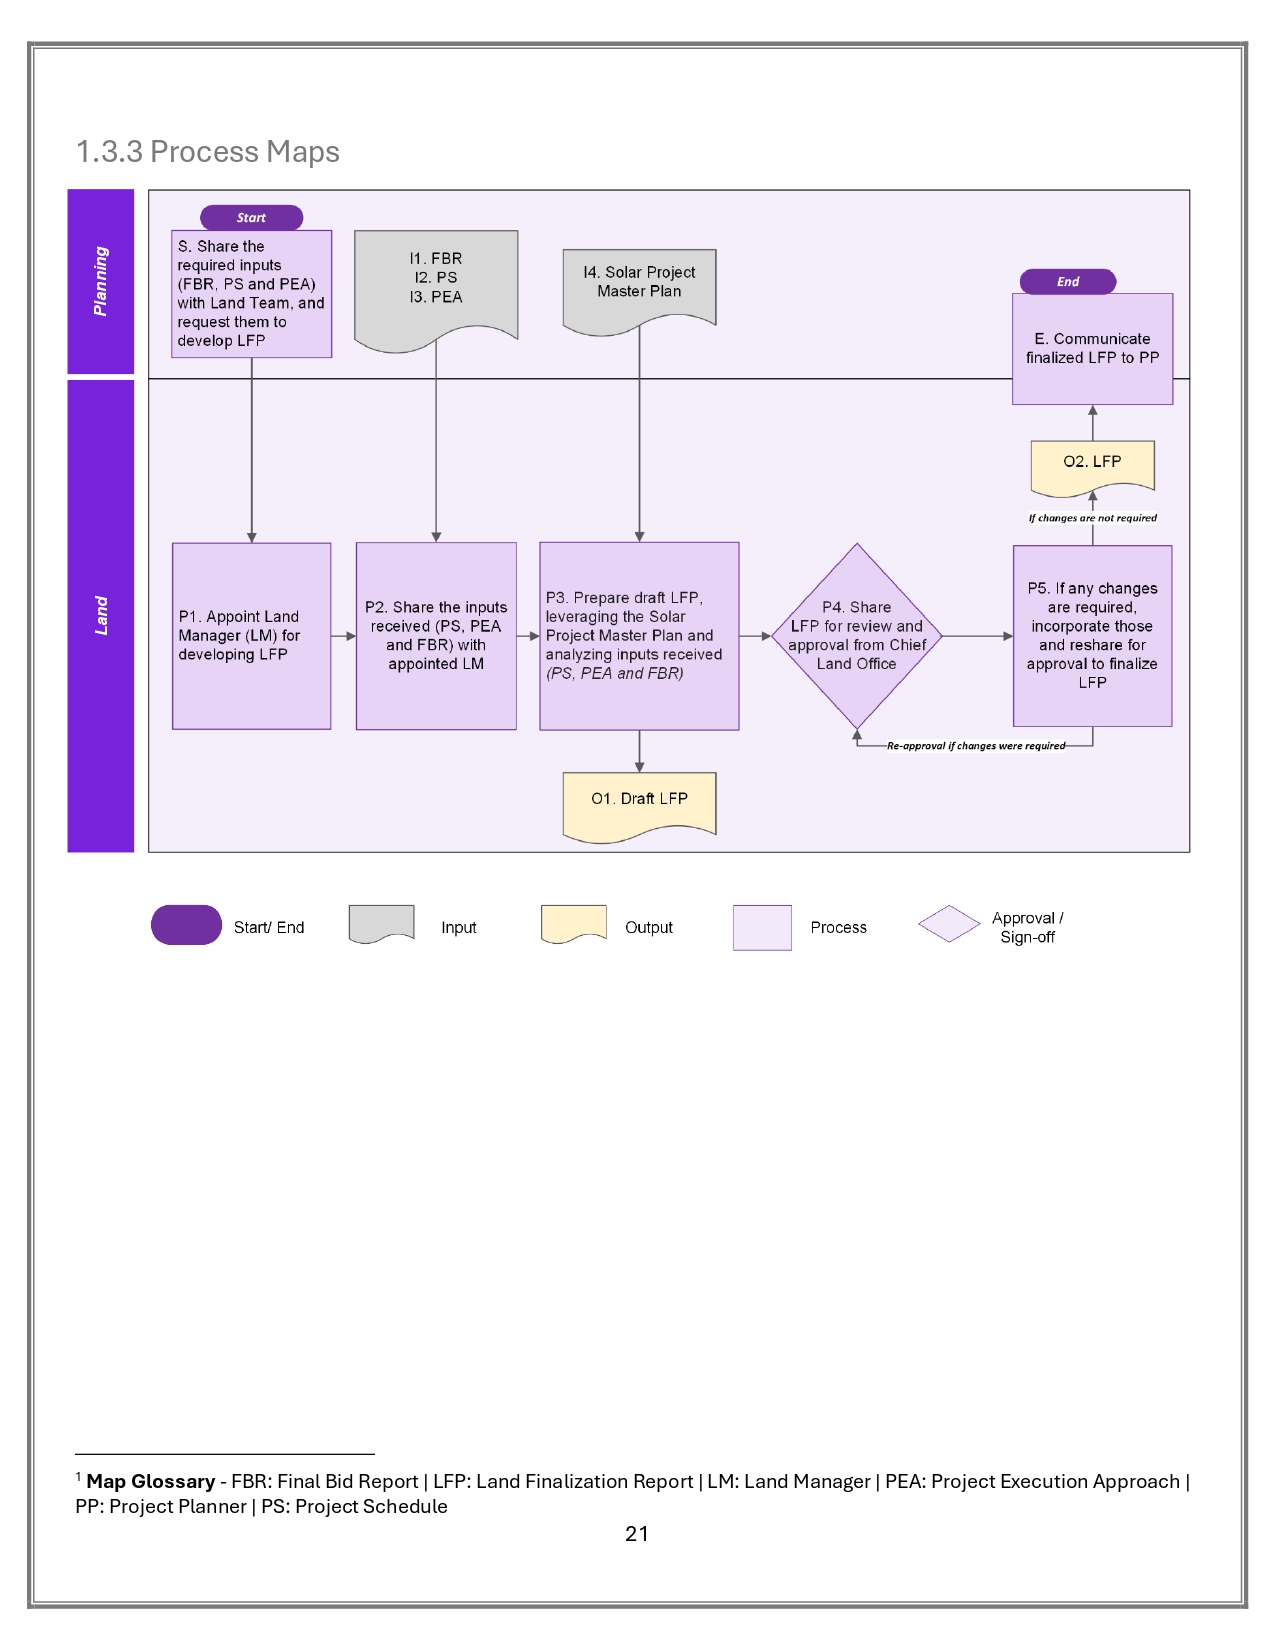 1.3.3 Process Maps
Planning
Start
S. Share the
required inputs
(FBR, PS and PEA)
with Land Team, and
request them to
develop LFP
I1. FBR
I2. PS
I3. PEA
I4. Solar Project
Master Plan
End
E. Communicate
finalized LFP to PP
Land
O2. LFP
If changes are not required
P1. Appoint Land
Manager (LM) for
developing LFP
P2. Share the inputs
received (PS, PEA
and FBR) with
appointed LM
P3. Prepare draft LFP,
leveraging the Solar
Project Master Plan and
analyzing inputs received
(PS, PEA and FBR)
P4. Share
LFP for review and
approval from Chief
Land Office
P5. If any changes
are required,
incorporate those
and reshare for
approval to finalize
LFP
Re-approval if changes were required
O1. Draft LFP
Start/ End
Input
Output
Process
Approval /
Sign-off
1 Map Glossary - FBR: Final Bid Report | LFP: Land Finalization Report | LM: Land Manager | PEA: Project Execution Approach |
PP: Project Planner | PS: Project Schedule
21